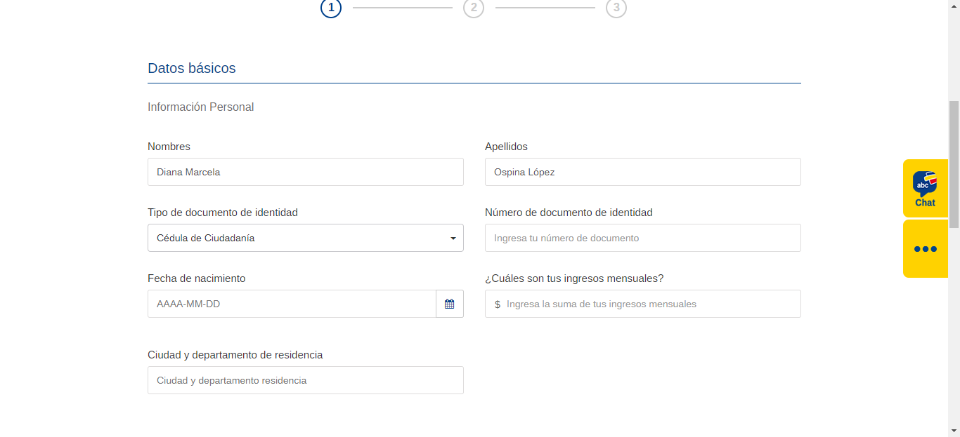 1 2 3
Datos básicos
Información Personal
Nombres Apellidos
Diana Marcela Ospina López
Tipo de documento de identidad Número de documento de identidad
Cédula de Ciudadanía Ingresa tu número de documento
Fecha de nacimiento ¿Cuáles son tus ingresos mensuales?
AAAA-MM-DD $ Ingresa la suma de tus ingresos mensuales
Ciudad y departamento de residencia
Ciudad y departamento residencia
abc
Chat